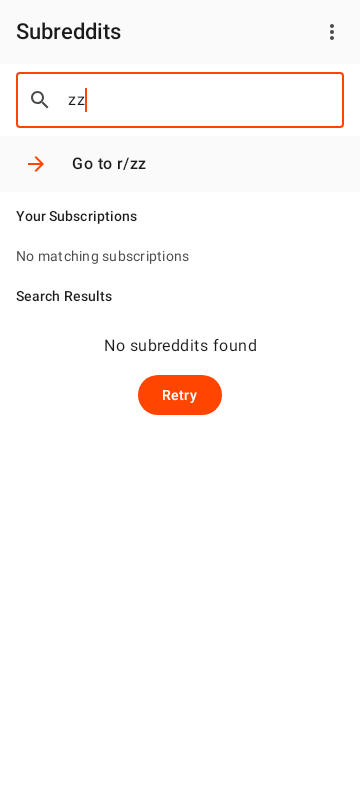 Subreddits
zz
Go to r/zz
Your Subscriptions
No matching subscriptions
Search Results
No subreddits found
Retry